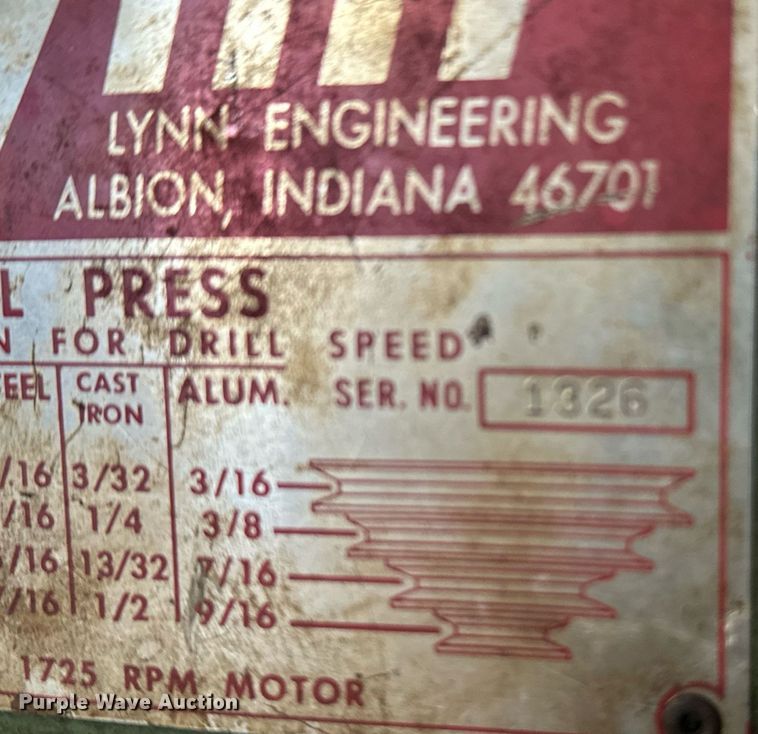 LYNN ENGINEERING
ALBION, INDIANA 46701
L PRESS
N FOR DRILL SPEED
EEL CAST IRON ALUM. SER. NO. 1326
/16 3/32 3/16
/16 1/4 3/8
/16 13/32 7/16
/16 1/2 9/16
1725 RPM MOTOR
Purple Wave Auction